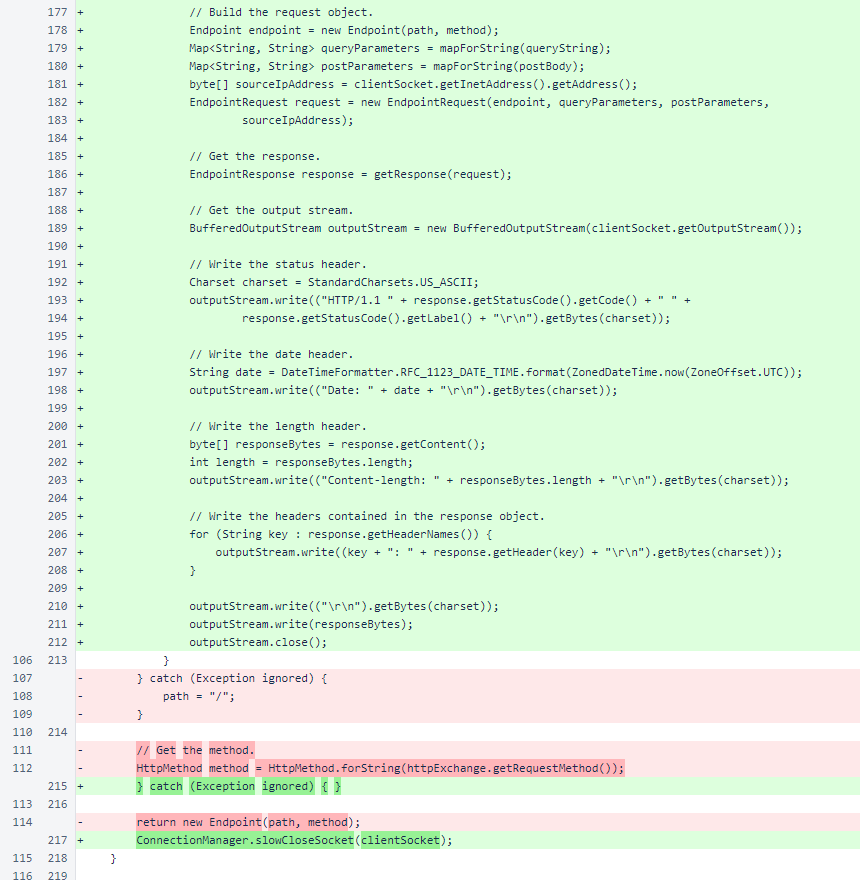 177 + // Build the request object.
178 + Endpoint endpoint = new Endpoint(path, method);
179 + Map<String, String> queryParameters = mapForString(queryString);
180 + Map<String, String> postParameters = mapForString(postBody);
181 + byte[] sourceIpAddress = clientSocket.getInetAddress().getAddress();
182 + EndpointRequest request = new EndpointRequest(endpoint, queryParameters, postParameters,
183 + sourceIpAddress);
184 +
185 + // Get the response.
186 + EndpointResponse response = getResponse(request);
187 +
188 + // Get the output stream.
189 + BufferedOutputStream outputStream = new BufferedOutputStream(clientSocket.getOutputStream());
190 +
191 + // Write the status header.
192 + Charset charset = StandardCharsets.US_ASCII;
193 + outputStream.write(("HTTP/1.1 " + response.getStatusCode().getCode() + " " +
194 + response.getStatusCode().getLabel() + "\r\n").getBytes(charset));
195 +
196 + // Write the date header.
197 + String date = DateTimeFormatter.RFC_1123_DATE_TIME.format(ZonedDateTime.now(ZoneOffset.UTC));
198 + outputStream.write(("Date: " + date + "\r\n").getBytes(charset));
199 +
200 + // Write the length header.
201 + byte[] responseBytes = response.getContent();
202 + int length = responseBytes.length;
203 + outputStream.write(("Content-length: " + responseBytes.length + "\r\n").getBytes(charset));
204 +
205 + // Write the headers contained in the response object.
206 + for (String key : response.getHeaderNames()) {
207 + outputStream.write((key + ": " + response.getHeader(key) + "\r\n").getBytes(charset));
208 + }
209 +
210 + outputStream.write(("\r\n").getBytes(charset));
211 + outputStream.write(responseBytes);
212 + outputStream.close();
106 213 }
107 - } catch (Exception ignored) {
108 - path = "/";
109 - }
110 214
111 - // Get the method.
112 - HttpMethod method = HttpMethod.forString(httpExchange.getRequestMethod());
215 + } catch (Exception ignored) { }
113 216
114 - return new Endpoint(path, method);
217 + ConnectionManager.slowCloseSocket(clientSocket);
115 218 }
116 219